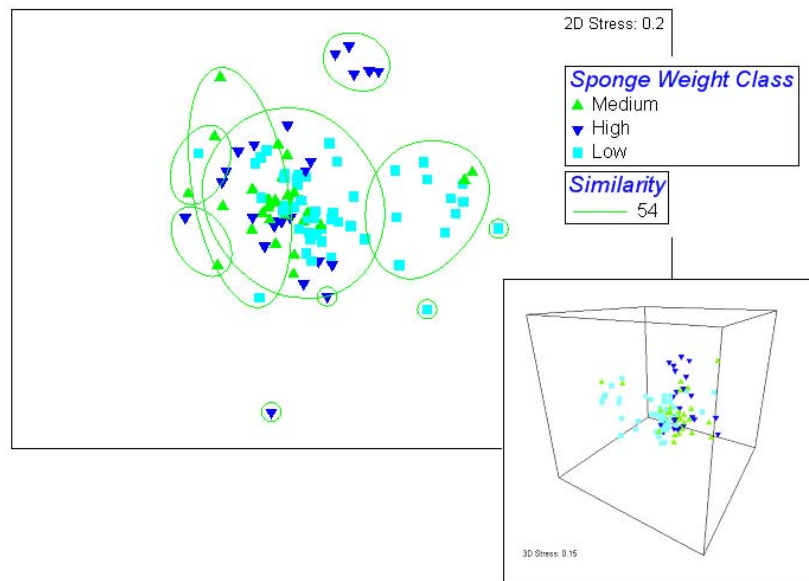 2D Stress: 0.2
Sponge Weight Class
Medium
High
Low
Similarity
54
3D Stress: 0.15